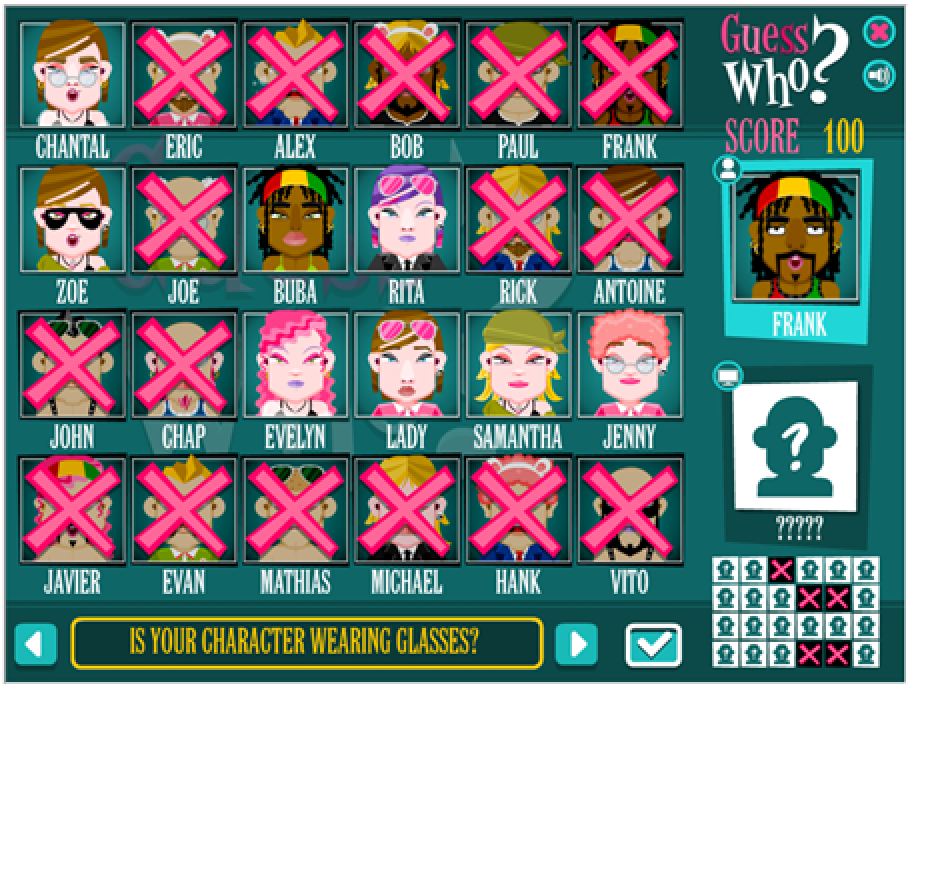 Guess
Who?
SCORE 100
CHANTAL ERIC ALEX BOB PAUL FRANK
ZOE JOE BUBA RITA RICK ANTOINE
FRANK
JOHN CHAP EVELYN LADY SAMANTHA JENNY
?
?????
JAVIER EVAN MATHIAS MICHAEL HANK VITO
IS YOUR CHARACTER WEARING GLASSES?